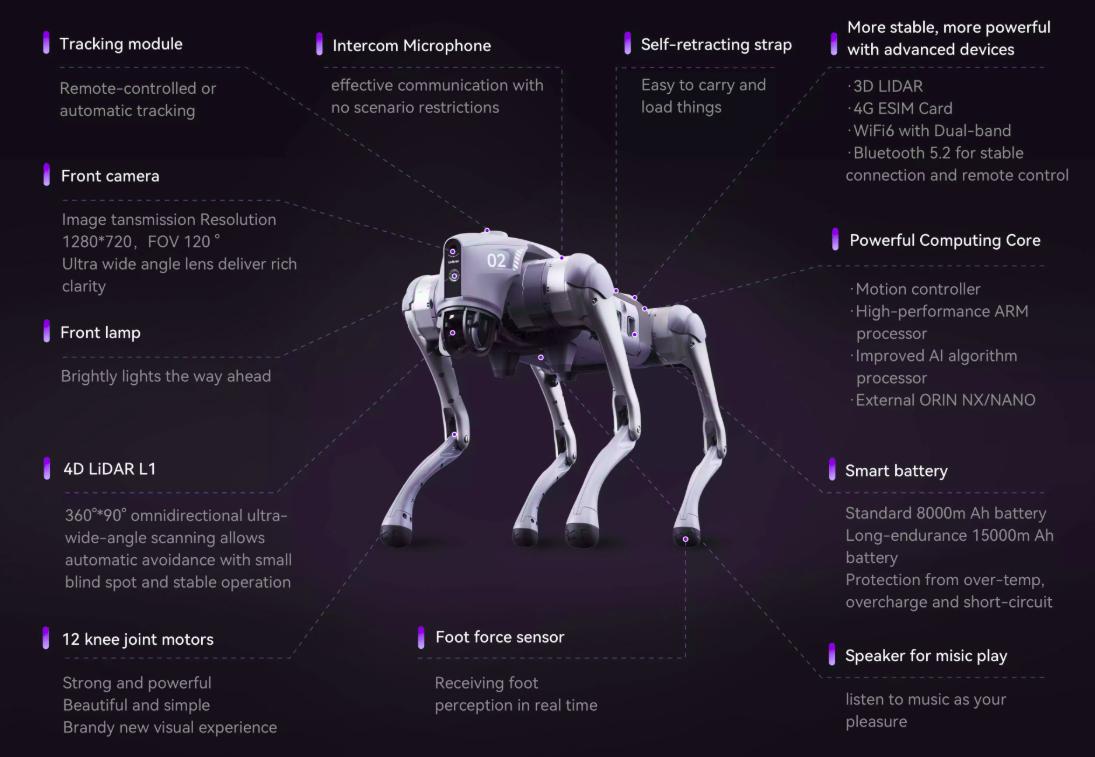 Tracking module
Remote-controlled or
automatic tracking
Intercom Microphone
effective communication with
no scenario restrictions
Self-retracting strap
Easy to carry and
load things
More stable, more powerful
with advanced devices
·3D LIDAR
·4G ESIM Card
·WiFi6 with Dual-band
·Bluetooth 5.2 for stable
connection and remote control
Front camera
Image tansmission Resolution
1280*720, FOV 120 °
Ultra wide angle lens deliver rich
clarity
Powerful Computing Core
·Motion controller
·High-performance ARM
processor
·Improved AI algorithm
processor
·External ORIN NX/NANO
02
Front lamp
Brightly lights the way ahead
4D LiDAR L1
360°*90° omnidirectional ultra-
wide-angle scanning allows
automatic avoidance with small
blind spot and stable operation
Smart battery
Standard 8000m Ah battery
Long-endurance 15000m Ah
battery
Protection from over-temp,
overcharge and short-circuit
12 knee joint motors
Strong and powerful
Beautiful and simple
Brandy new visual experience
Foot force sensor
Receiving foot
perception in real time
Speaker for misic play
listen to music as your
pleasure